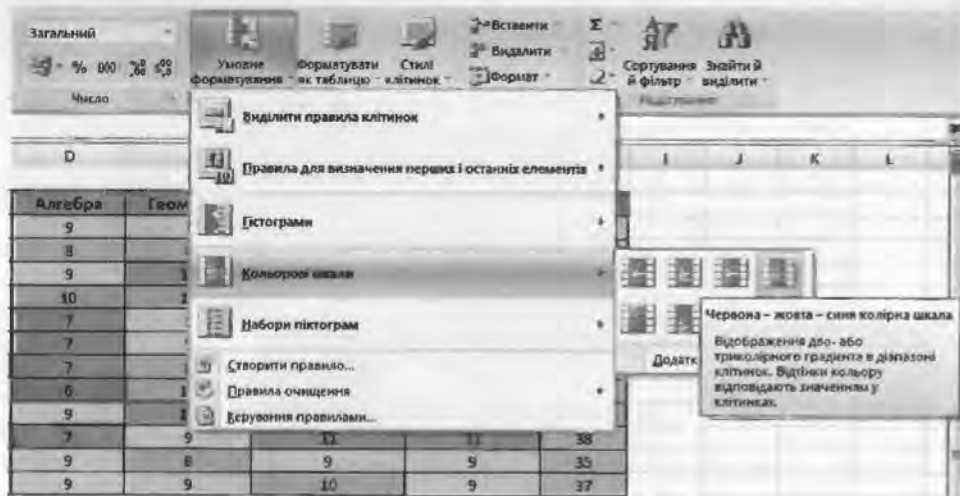 Загальний
Вставити
Видалити
Формат
Σ
% 000
Число
Умовне форматування
Форматувати як таблицю
Стилі клітинок
Сортування й фільтр
Знайти й виділити
Редагування
D I J K L
Алгебра Геом
Виділити правила клітинок
Правила для визначення перших і останніх елементів
Гістограми
Кольорові шкали
Набори піктограм
Створити правило...
Правила очищення
Керування правилами...
Додатк
Червона – жовта – синя колірна шкала
Відображення дво- або
триколірного градієнта в діапазоні
клітинок. Відтінки кольору
відповідають значенням у
клітинках.
9
8
9
10
7
7
7
6
9
7 9 11 11 38
9 8 9 9 35
9 9 10 9 37